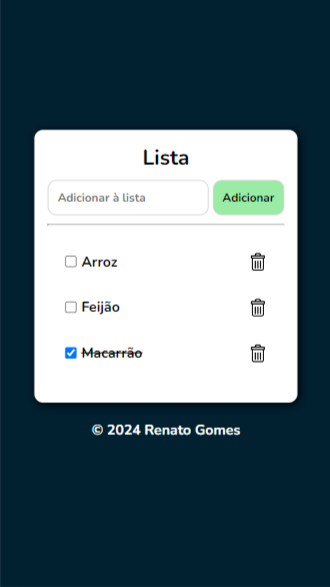 Lista
Adicionar à lista
Adicionar
Arroz
Feijão
Macarrão
© 2024 Renato Gomes